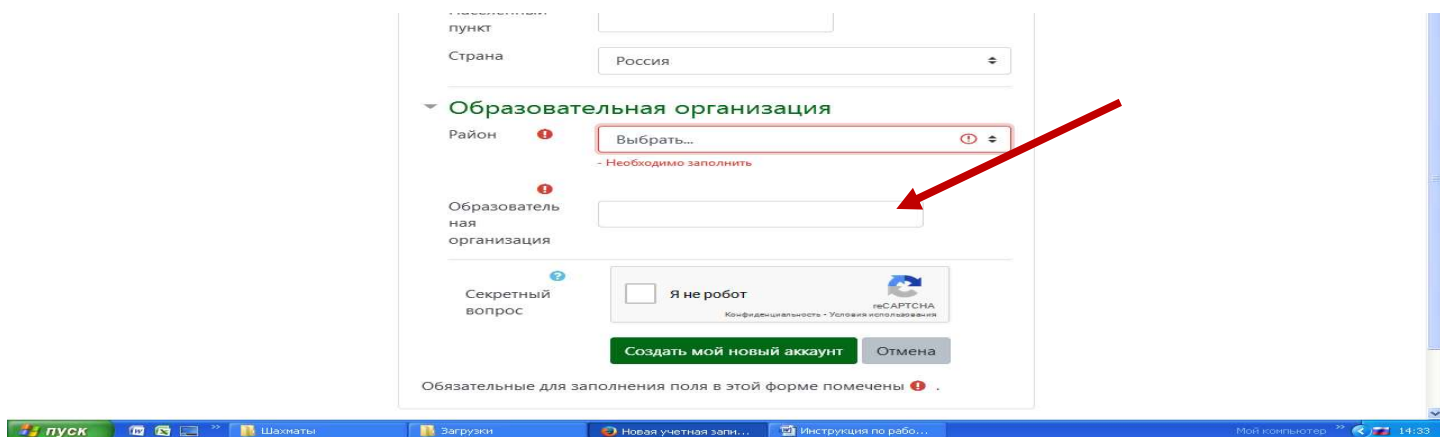 пункт
Страна
Россия
Образовательная организация
Район
Выбрать...
- Необходимо заполнить
Образователь
ная
организация
Секретный
вопрос
Я не робот
reCAPTCHA
Конфиденциальность - Условия использования
Создать мой новый аккаунт
Отмена
Обязательные для заполнения поля в этой форме помечены .
пуск
Шахматы
Загрузки
Новая учетная запи...
Инструкция по рабо...
Мой компьютер
14:33